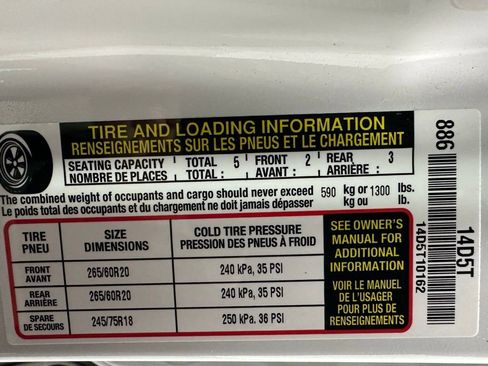 TIRE AND LOADING INFORMATION
RENSEIGNEMENTS SUR LES PNEUS ET LE CHARGEMENT
SEATING CAPACITY TOTAL 5 FRONT 2 REAR 3
NOMBRE DE PLACES TOTAL : AVANT : ARRIÈRE :
The combined weight of occupants and cargo should never exceed 590 kg or 1300 lbs.
Le poids total des occupants et du chargement ne doit jamais dépasser kg ou lb.
TIRE SIZE COLD TIRE PRESSURE
PNEU DIMENSIONS PRESSION DES PNEUS À FROID
FRONT
AVANT 265/60R20 240 kPa, 35 PSI
REAR
ARRIÈRE 265/60R20 240 kPa, 35 PSI
SPARE
DE SECOURS 245/75R18 250 kPa. 36 PSI
SEE OWNER'S
MANUAL FOR
ADDITIONAL
INFORMATION
VOIR LE MANUEL DE
L'USAGER
POUR PLUS DE
RENSEIGNEMENTS
886
14D5T
14D5T10162